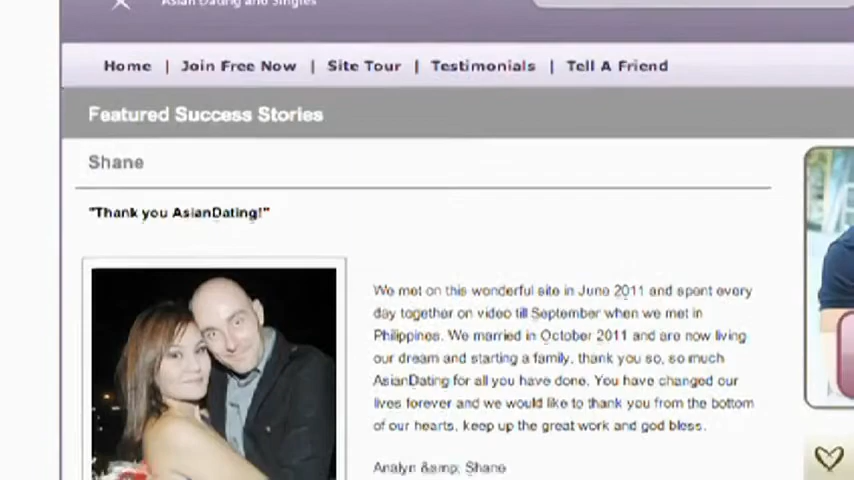 Asian Dating and Singles
Home | Join Free Now | Site Tour | Testimonials | Tell A Friend
Featured Success Stories
Shane
"Thank you AsianDating!"
We met on this wonderful site in June 2011 and spent every
day together on video till September when we met in
Philippines. We married in October 2011 and are now living
our dream and starting a family, thank you so, so much
AsianDating for all you have done. You have changed our
lives forever and we would like to thank you from the bottom
of our hearts, keep up the great work and god bless.
Analyn &amp; Shane